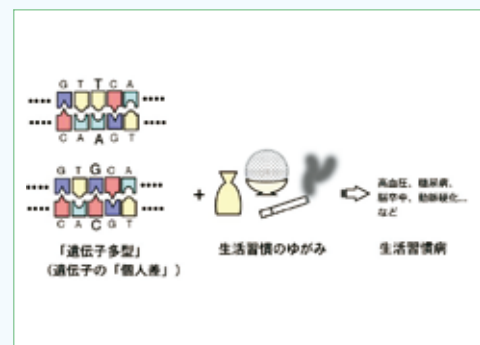 G T T C A
C A A G T
G T G C A
C A C G T
+
高血圧、糖尿病、
脳卒中、動脈硬化...
など
「遺伝子多型」
(遺伝子の「個人差」)
生活習慣のゆがみ
生活習慣病